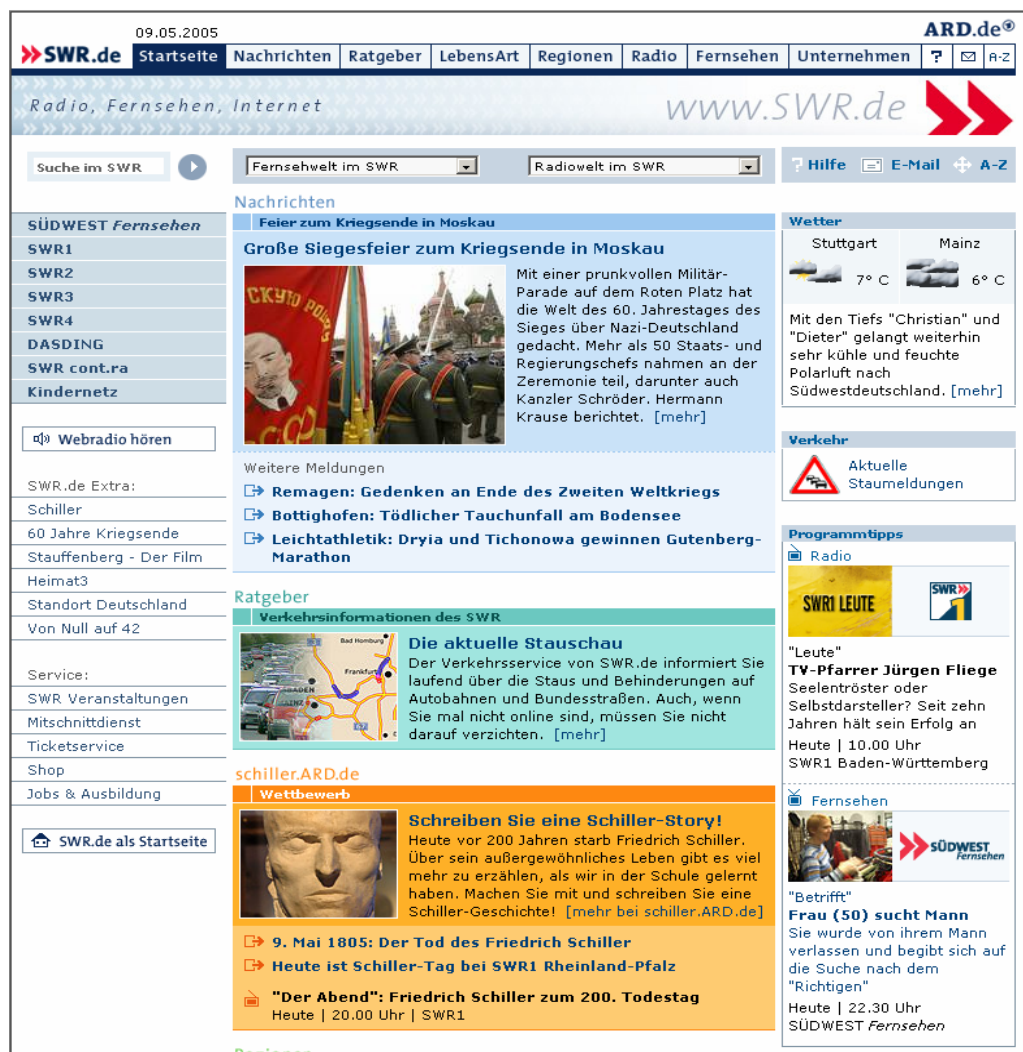 09.05.2005
ARD.de
SWR.de Startseite Nachrichten Ratgeber LebensArt Regionen Radio Fernsehen Unternehmen ? A-Z
Radio, Fernsehen, Internet
www.SWR.de
Suche im SWR
Fernsehwelt im SWR
Radiowelt im SWR
? Hilfe E-Mail A-Z
SÜDWEST Fernsehen
SWR1
SWR2
SWR3
SWR4
DASDING
SWR cont.ra
Kindernetz
Webradio hören
SWR.de Extra:
Schiller
60 Jahre Kriegsende
Stauffenberg - Der Film
Heimat3
Standort Deutschland
Von Null auf 42
Service:
SWR Veranstaltungen
Mitschnittdienst
Ticketservice
Shop
Jobs & Ausbildung
SWR.de als Startseite
Nachrichten
Feier zum Kriegsende in Moskau
Große Siegesfeier zum Kriegsende in Moskau
Mit einer prunkvollen Militär-
Parade auf dem Roten Platz hat
die Welt des 60. Jahrestages des
Sieges über Nazi-Deutschland
gedacht. Mehr als 50 Staats- und
Regierungschefs nahmen an der
Zeremonie teil, darunter auch
Kanzler Schröder. Hermann
Krause berichtet. [mehr]
Weitere Meldungen
Remagen: Gedenken an Ende des Zweiten Weltkriegs
Bottighofen: Tödlicher Tauchunfall am Bodensee
Leichtathletik: Dryia und Tichonowa gewinnen Gutenberg-
Marathon
Ratgeber
Verkehrsinformationen des SWR
Bad Homburg
Frankfurt
Die aktuelle Stauschau
Der Verkehrsservice von SWR.de informiert Sie
laufend über die Staus und Behinderungen auf
Autobahnen und Bundesstraßen. Auch, wenn
Sie mal nicht online sind, müssen Sie nicht
darauf verzichten. [mehr]
schiller.ARD.de
Wettbewerb
Schreiben Sie eine Schiller-Story!
Heute vor 200 Jahren starb Friedrich Schiller.
Über sein außergewöhnliches Leben gibt es viel
mehr zu erzählen, als wir in der Schule gelernt
haben. Machen Sie mit und schreiben Sie eine
Schiller-Geschichte! [mehr bei schiller.ARD.de]
9. Mai 1805: Der Tod des Friedrich Schiller
Heute ist Schiller-Tag bei SWR1 Rheinland-Pfalz
"Der Abend": Friedrich Schiller zum 200. Todestag
Heute | 20.00 Uhr | SWR1
Regionen
Wetter
Stuttgart Mainz
7° C 6° C
Mit den Tiefs "Christian" und
"Dieter" gelangt weiterhin
sehr kühle und feuchte
Polarluft nach
Südwestdeutschland. [mehr]
Verkehr
Aktuelle
Staumeldungen
Programmtipps
Radio
SWR1 LEUTE
SWR 1
"Leute"
TV-Pfarrer Jürgen Fliege
Seelentröster oder
Selbstdarsteller? Seit zehn
Jahren hält sein Erfolg an
Heute | 10.00 Uhr
SWR1 Baden-Württemberg
Fernsehen
SÜDWEST
Fernsehen
"Betrifft"
Frau (50) sucht Mann
Sie wurde von ihrem Mann
verlassen und begibt sich auf
die Suche nach dem
"Richtigen"
Heute | 22.30 Uhr
SÜDWEST Fernsehen